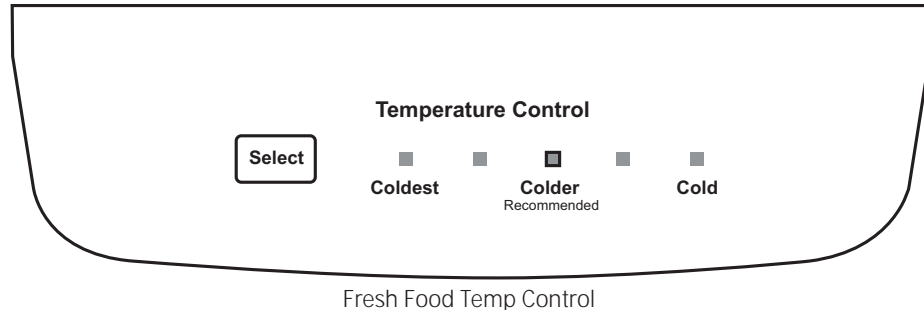 Temperature Control
Select
Coldest
Colder
Cold
Recommended
Fresh Food Temp Control